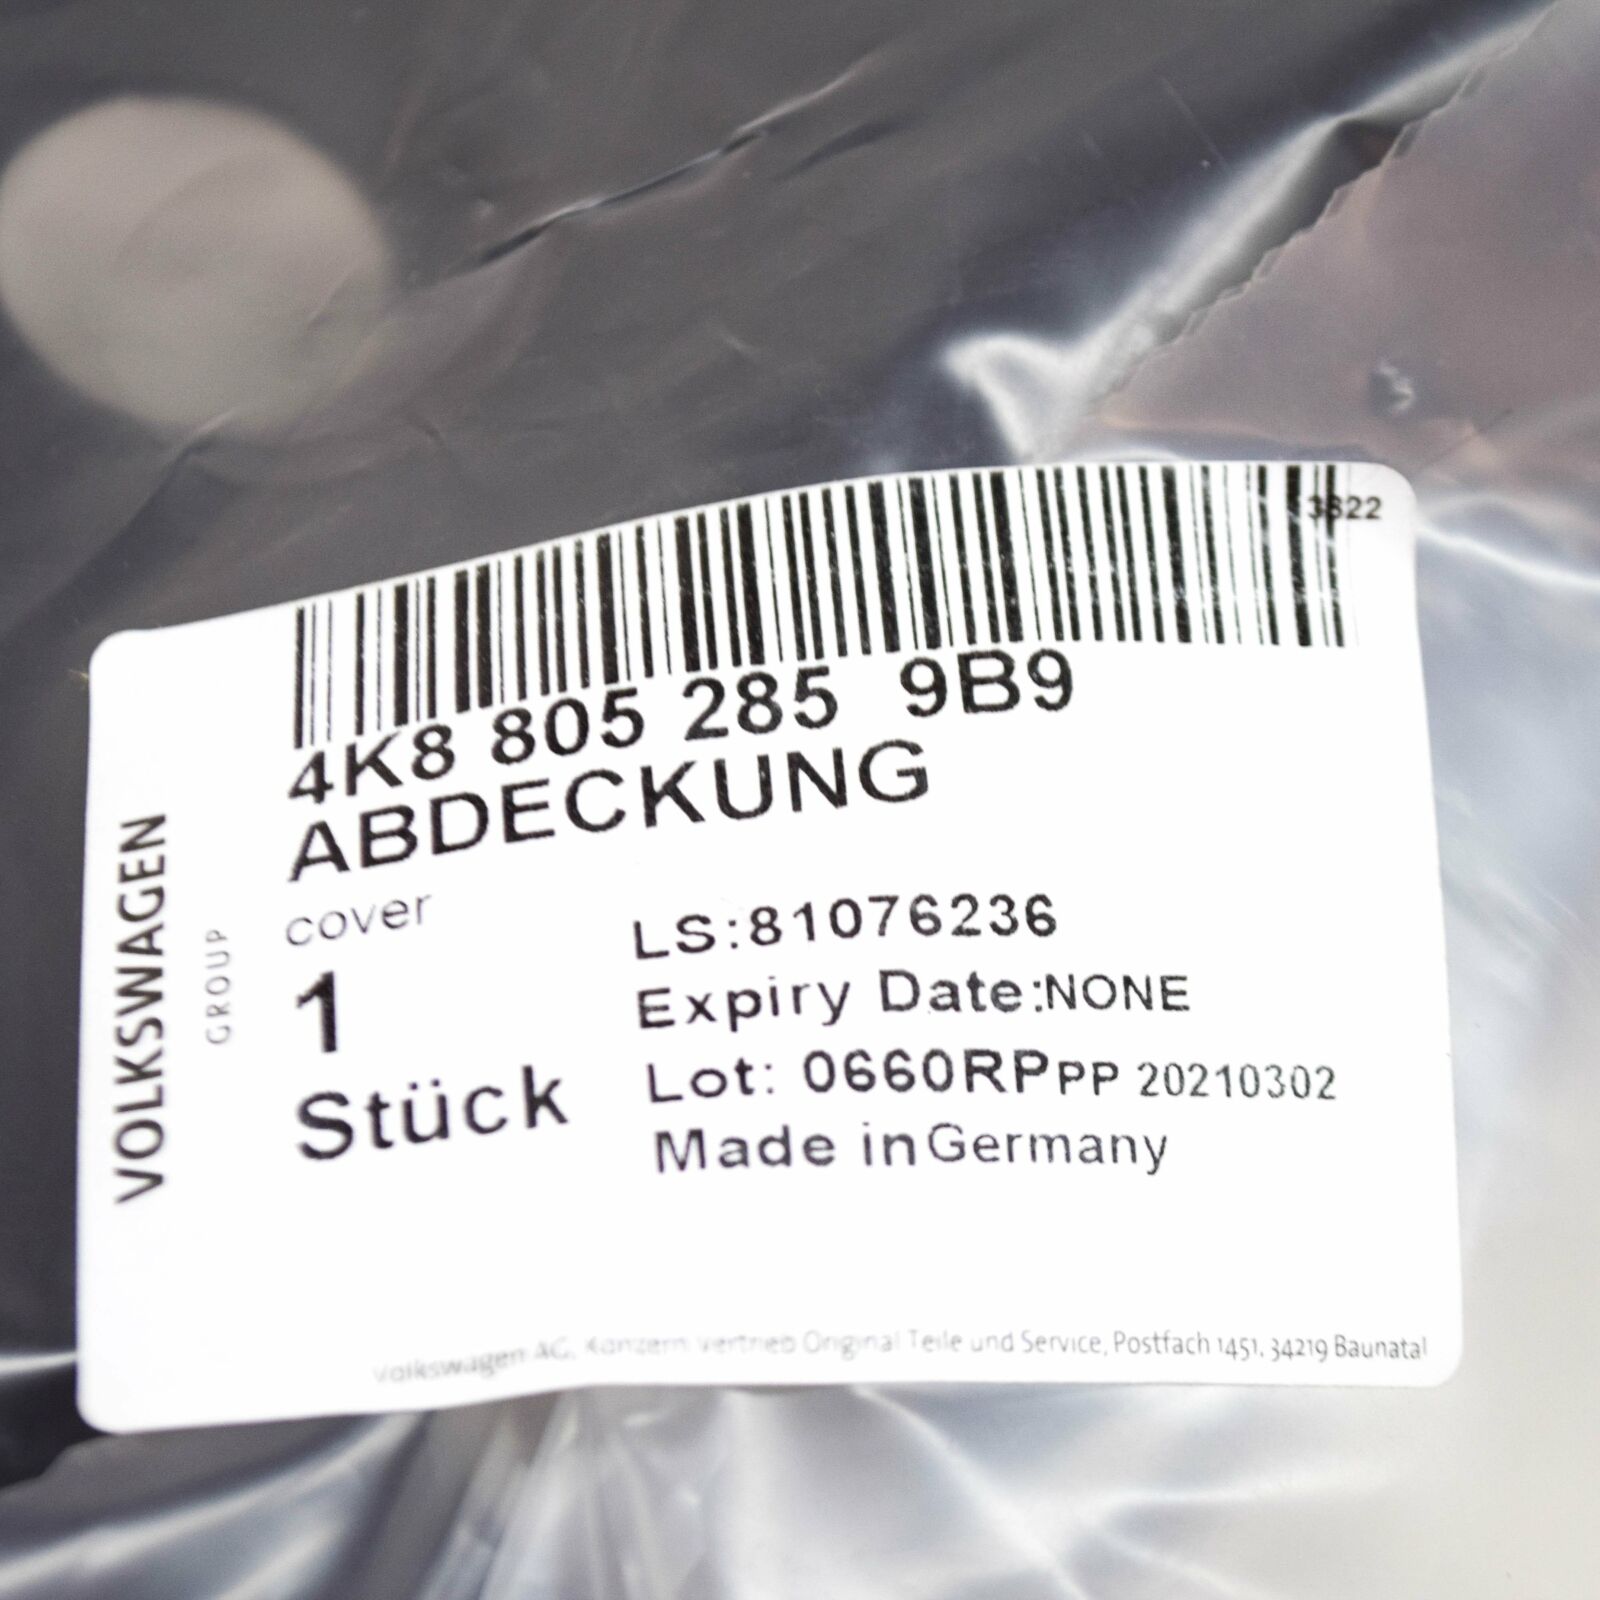 3622
4K8 805 285 9B9
ABDECKUNG
cover
1
Stück
LS:81076236
Expiry Date:NONE
Lot: 0660RPPP 20210302
Made in Germany
VOLKSWAGEN
GROUP
Volkswagen AG, Konzern Vertrieb Original Teile und Service, Postfach 1451, 34219 Baunatal